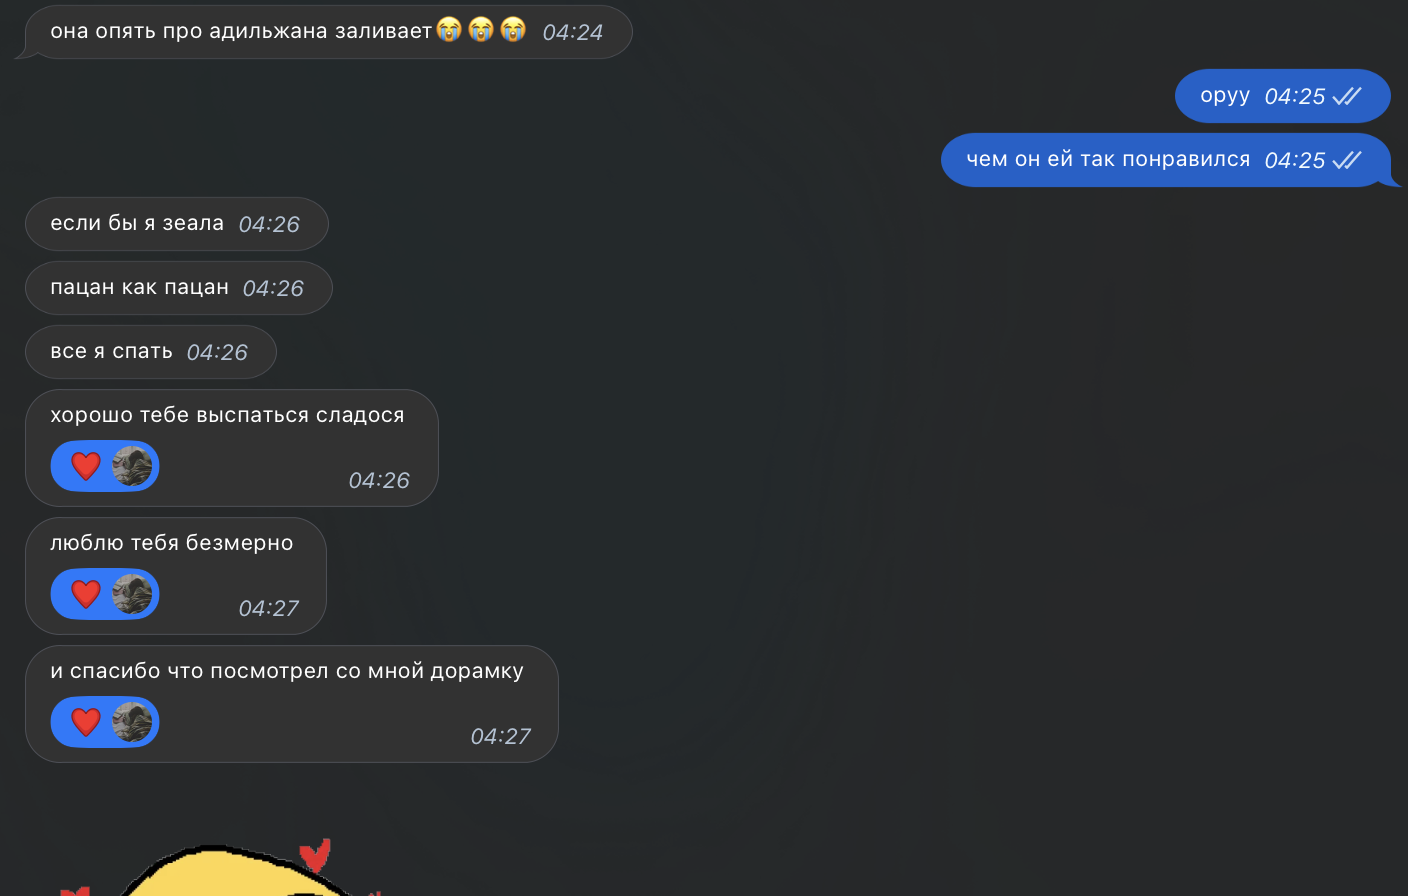 она опять про адильжана заливает😭😭😭 04:24
оруу 04:25
чем он ей так понравился 04:25
если бы я зеала 04:26
пацан как пацан 04:26
все я спать 04:26
хорошо тебе выспаться сладося
04:26
люблю тебя безмерно
04:27
и спасибо что посмотрел со мной дорамку
04:27